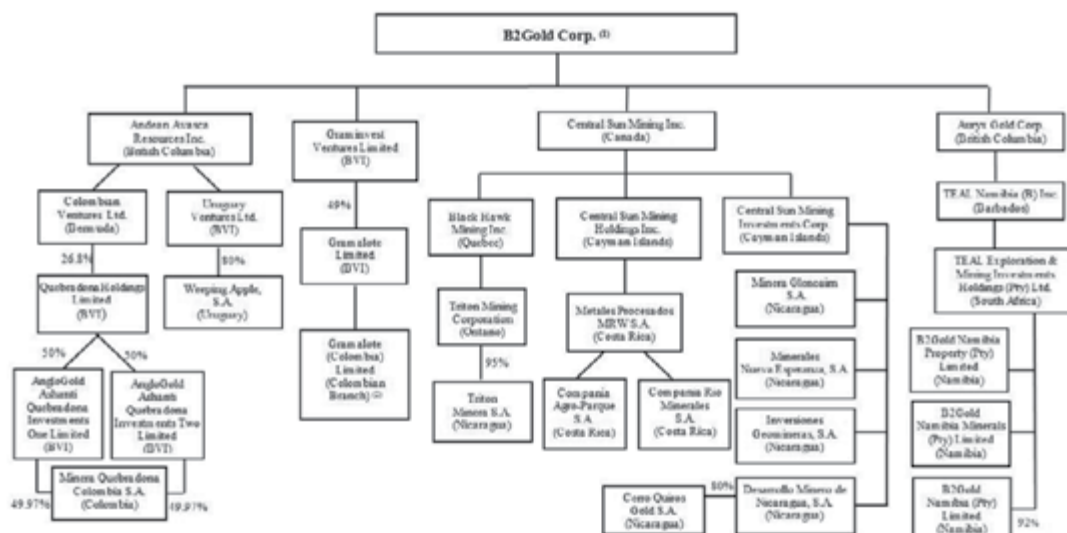 B2Gold Corp. (1)
Andean Avasca
Resources Inc.
(British Columbia)
Graminvest
Ventures Limited
(BVI)
Central Sun Mining Inc.
(Canada)
Auryx Gold Corp.
(British Columbia)
Colombian
Ventures Ltd.
(Bermuda)
Uruguay
Ventures Ltd.
(BVI)
49%
Black Hawk
Mining Inc.
(Quebec)
Central Sun Mining
Holdings Inc.
(Cayman Islands)
Central Sun Mining
Investments Corp.
(Cayman Islands)
TEAL Namibia (B) Inc.
(Barbados)
26.8%
80%
Gramalote
Limited
(BVI)
TEAL Exploration &
Mining Investments
Holdings (Pty) Ltd.
(South Africa)
Quebradona Holdings
Limited
(BVI)
Weeping Apple,
S.A.
(Uruguay)
Triton Mining
Corporation
(Ontario)
Metales Procesados
MRW S.A.
(Costa Rica)
Minera Gloncaim
S.A.
(Nicaragua)
50%
50%
Gramalote
(Colombia)
Limited
(Colombian
Branch) (2)
95%
B2Gold Namibia
Property (Pty)
Limited
(Namibia)
AngloGold
Ashanti
Quebradona
Investments
One Limited
(BVI)
AngloGold
Ashanti
Quebradona
Investments Two
Limited
(BVI)
Triton
Minera S.A.
(Nicaragua)
Compania
Agro-Parque
S.A.
(Costa Rica)
Compania Rio
Minerales
S.A.
(Costa Rica)
Minerales
Nueva Esperanza, S.A.
(Nicaragua)
Inversiones
Geomineras, S.A.
(Nicaragua)
B2Gold
Namibia Minerals
(Pty) Limited
(Namibia)
49.97%
Minera Quebradona
Colombia S.A.
(Colombia)
49.97%
Cerro Quiroz
Gold S.A.
(Nicaragua)
80%
Desarrollo Minero de
Nicaragua, S.A.
(Nicaragua)
B2Gold
Namibia (Pty)
Limited
(Namibia)
92%